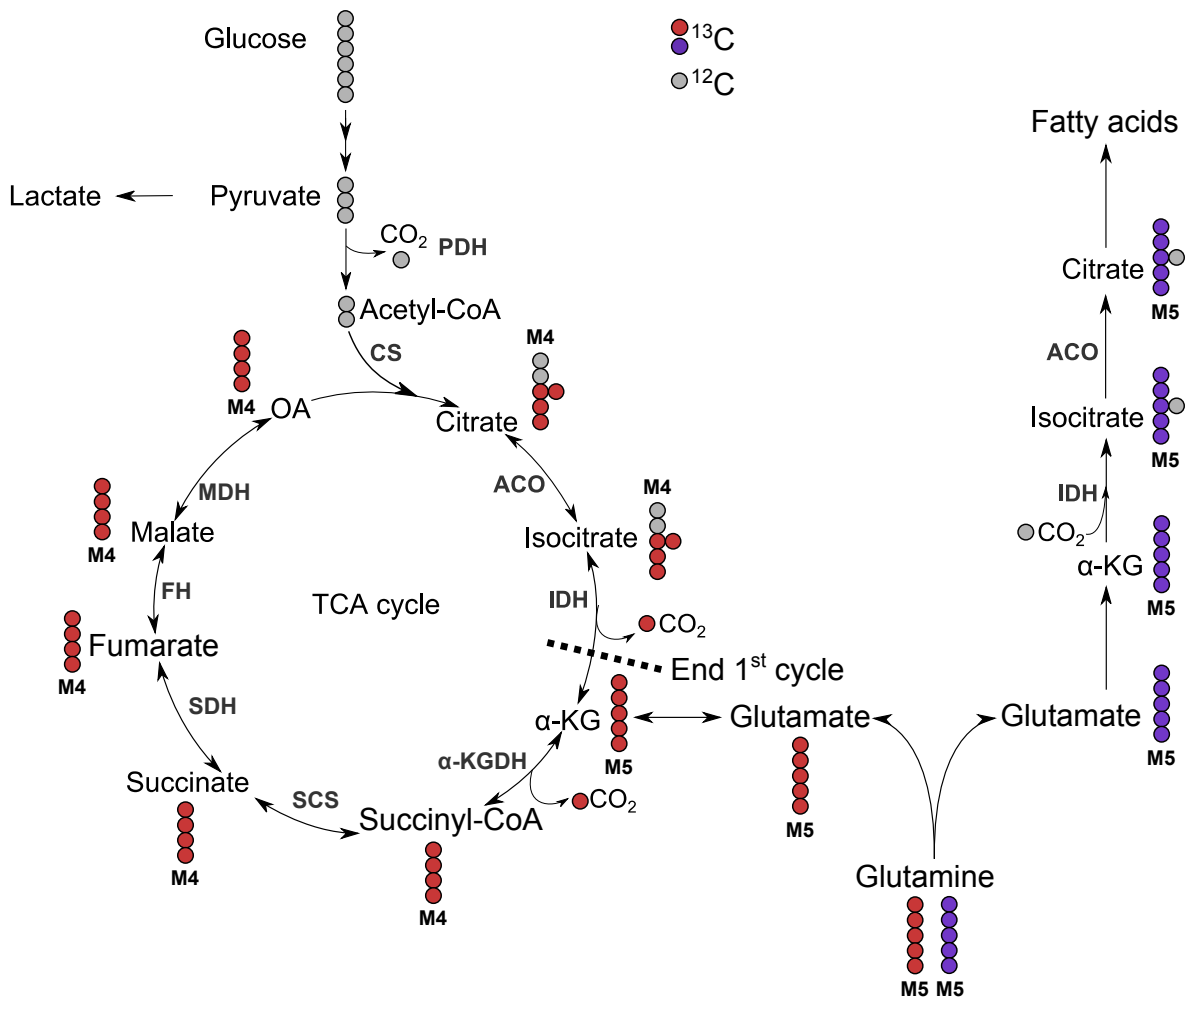 Glucose
13C
12C
Fatty acids
Lactate
Pyruvate
CO2
PDH
Citrate
M5
Acetyl-CoA
M4
CS
ACO
M4
OA
Citrate
Isocitrate
M5
MDH
ACO
M4
IDH
Malate
M4
Isocitrate
CO2
α-KG
M5
FH
TCA cycle
IDH
CO2
Fumarate
M4
End 1st cycle
SDH
α-KG
M5
Glutamate
M5
Glutamate
M5
α-KGDH
Succinate
M4
SCS
CO2
Succinyl-CoA
M4
Glutamine
M5 M5